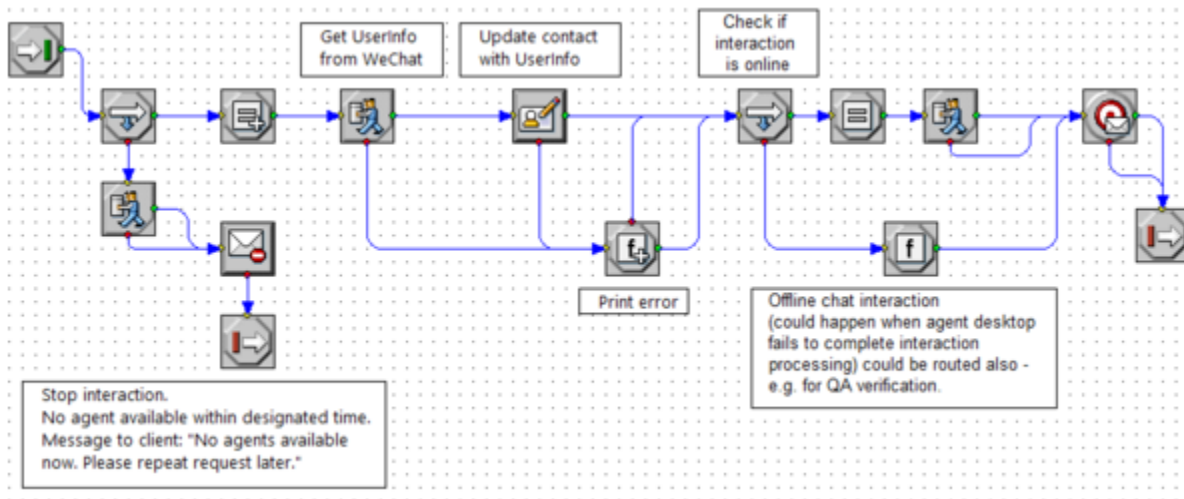 Get UserInfo
from WeChat
Update contact
with UserInfo
Check if
interaction
is online
f
f
Print error
Offline chat interaction
(could happen when agent desktop
fails to complete interaction
processing) could be routed also -
e.g. for QA verification.
Stop interaction.
No agent available within designated time.
Message to client: "No agents available
now. Please repeat request later."